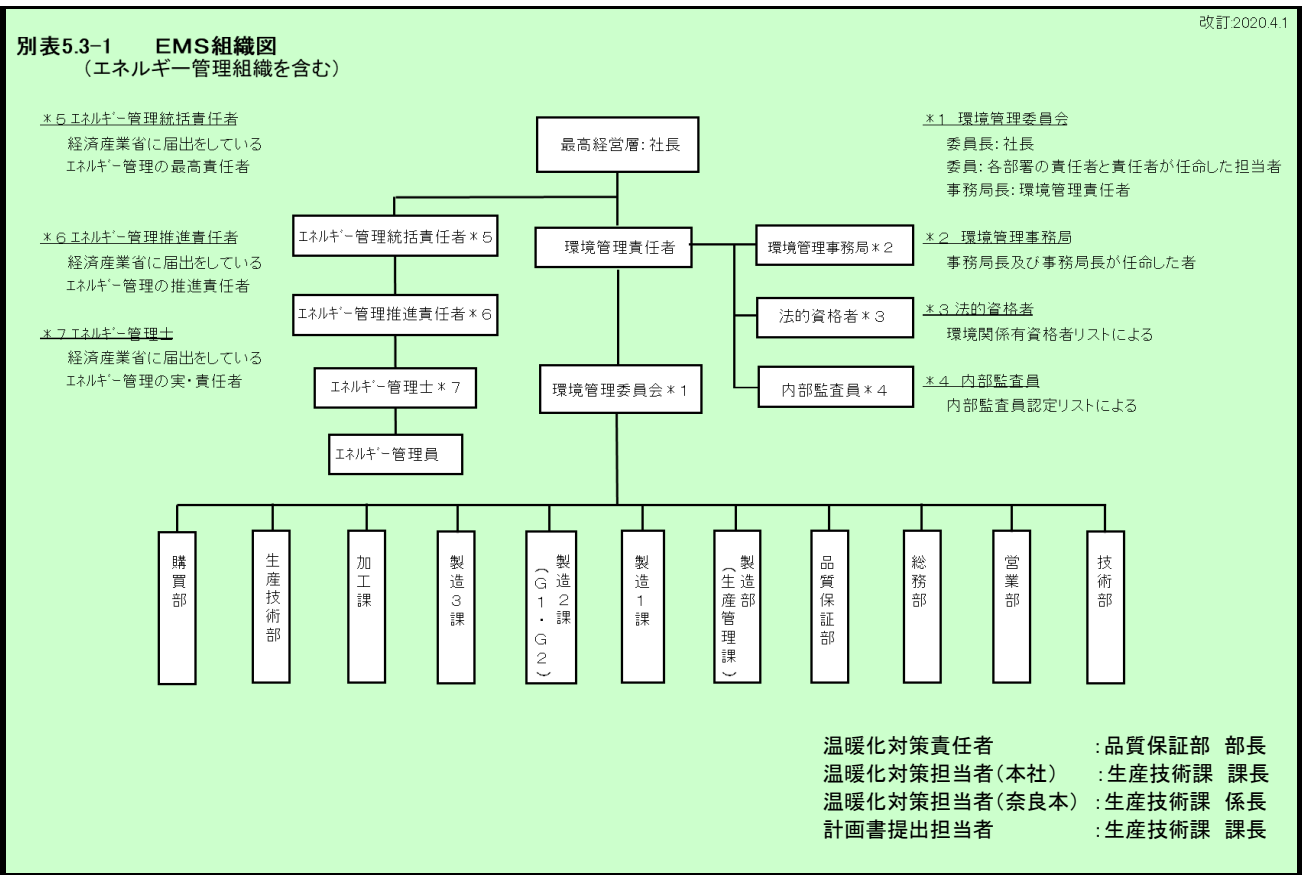 改訂:2020.4.1
別表5.3-1 EMS組織図
(エネルギー管理組織を含む)
*5エネルギー管理統括責任者
経済産業省に届出をしている
エネルギー管理の最高責任者
*6エネルギー管理推進責任者
経済産業省に届出をしている
エネルギー管理の推進責任者
*7エネルギー管理士
経済産業省に届出をしている
エネルギー管理の実・責任者
最高経営層:社長
エネルギー管理統括責任者*5
エネルギー管理推進責任者*6
エネルギー管理士*7
エネルギー管理員
環境管理責任者
環境管理委員会*1
環境管理事務局*2
法的資格者*3
内部監査員*4
*1 環境管理委員会
委員長:社長
委員:各部署の責任者と責任者が任命した担当者
事務局長:環境管理責任者
*2 環境管理事務局
事務局長及び事務局長が任命した者
*3法的資格者
環境関係有資格者リストによる
*4 内部監査員
内部監査員認定リストによる
購買部
生産技術部
加工課
製造3課
製造2課
(G1・G2)
製造1課
製造部
(生産管理課)
品質保証部
総務部
営業部
技術部
温暖化対策責任者 :品質保証部 部長
温暖化対策担当者(本社) :生産技術課 課長
温暖化対策担当者(奈良本) :生産技術課 係長
計画書提出担当者 :生産技術課 課長